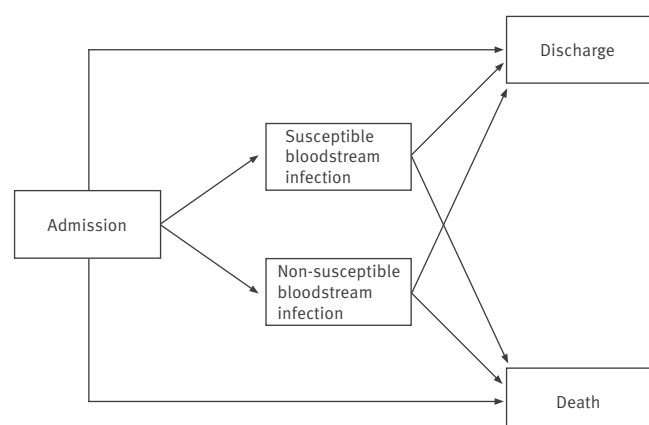 Discharge
Susceptible
bloodstream
infection
Admission
Non-susceptible
bloodstream
infection
Death